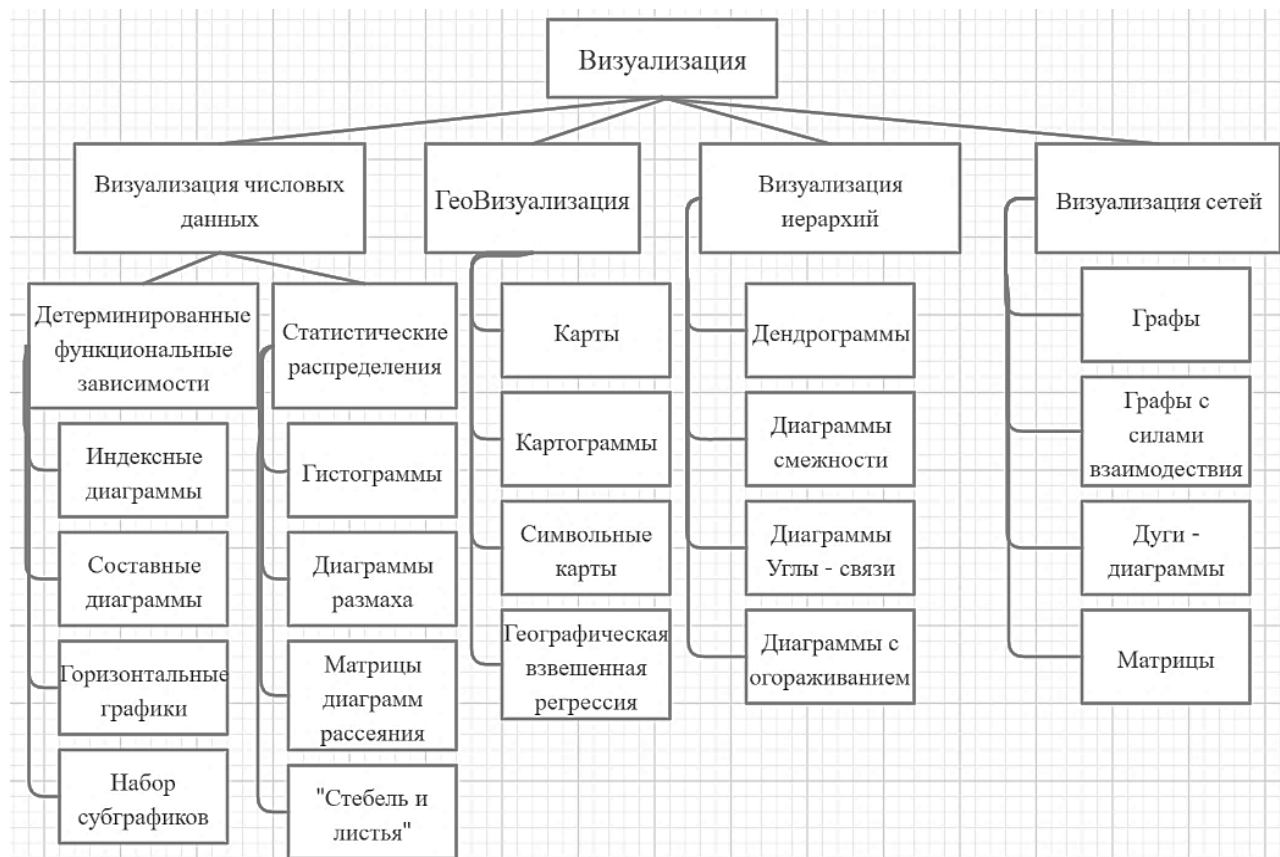 Визуализация
Визуализация числовых
данных
ГеоВизуализация
Визуализация
иерархий
Визуализация сетей
Детерминированные
функциональные
зависимости
Индексные
диаграммы
Составные
диаграммы
Горизонтальные
графики
Набор
субграфиков
Статистические
распределения
Гистограммы
Диаграммы
размаха
Матрицы
диаграмм
рассеяния
"Стебель и
листья"
Карты
Картограммы
Символьные
карты
Географическая
взвешенная
регрессия
Дендрограммы
Диаграммы
смежности
Диаграммы
Углы - связи
Диаграммы с
огораживанием
Графы
Графы с
силами
взаимодествия
Дуги -
диаграммы
Матрицы